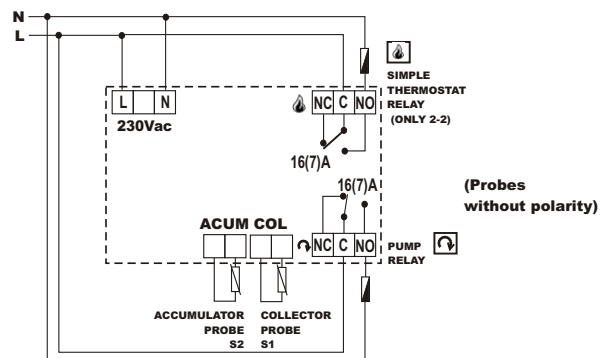 N
L
SIMPLE
THERMOSTAT
RELAY
(ONLY 2-2)
L N
NC C NO
230Vac
16(7)A
16(7)A
(Probes
without polarity)
ACUM COL
NC C NO
PUMP
RELAY
ACCUMULATOR
PROBE
S2
COLLECTOR
PROBE
S1